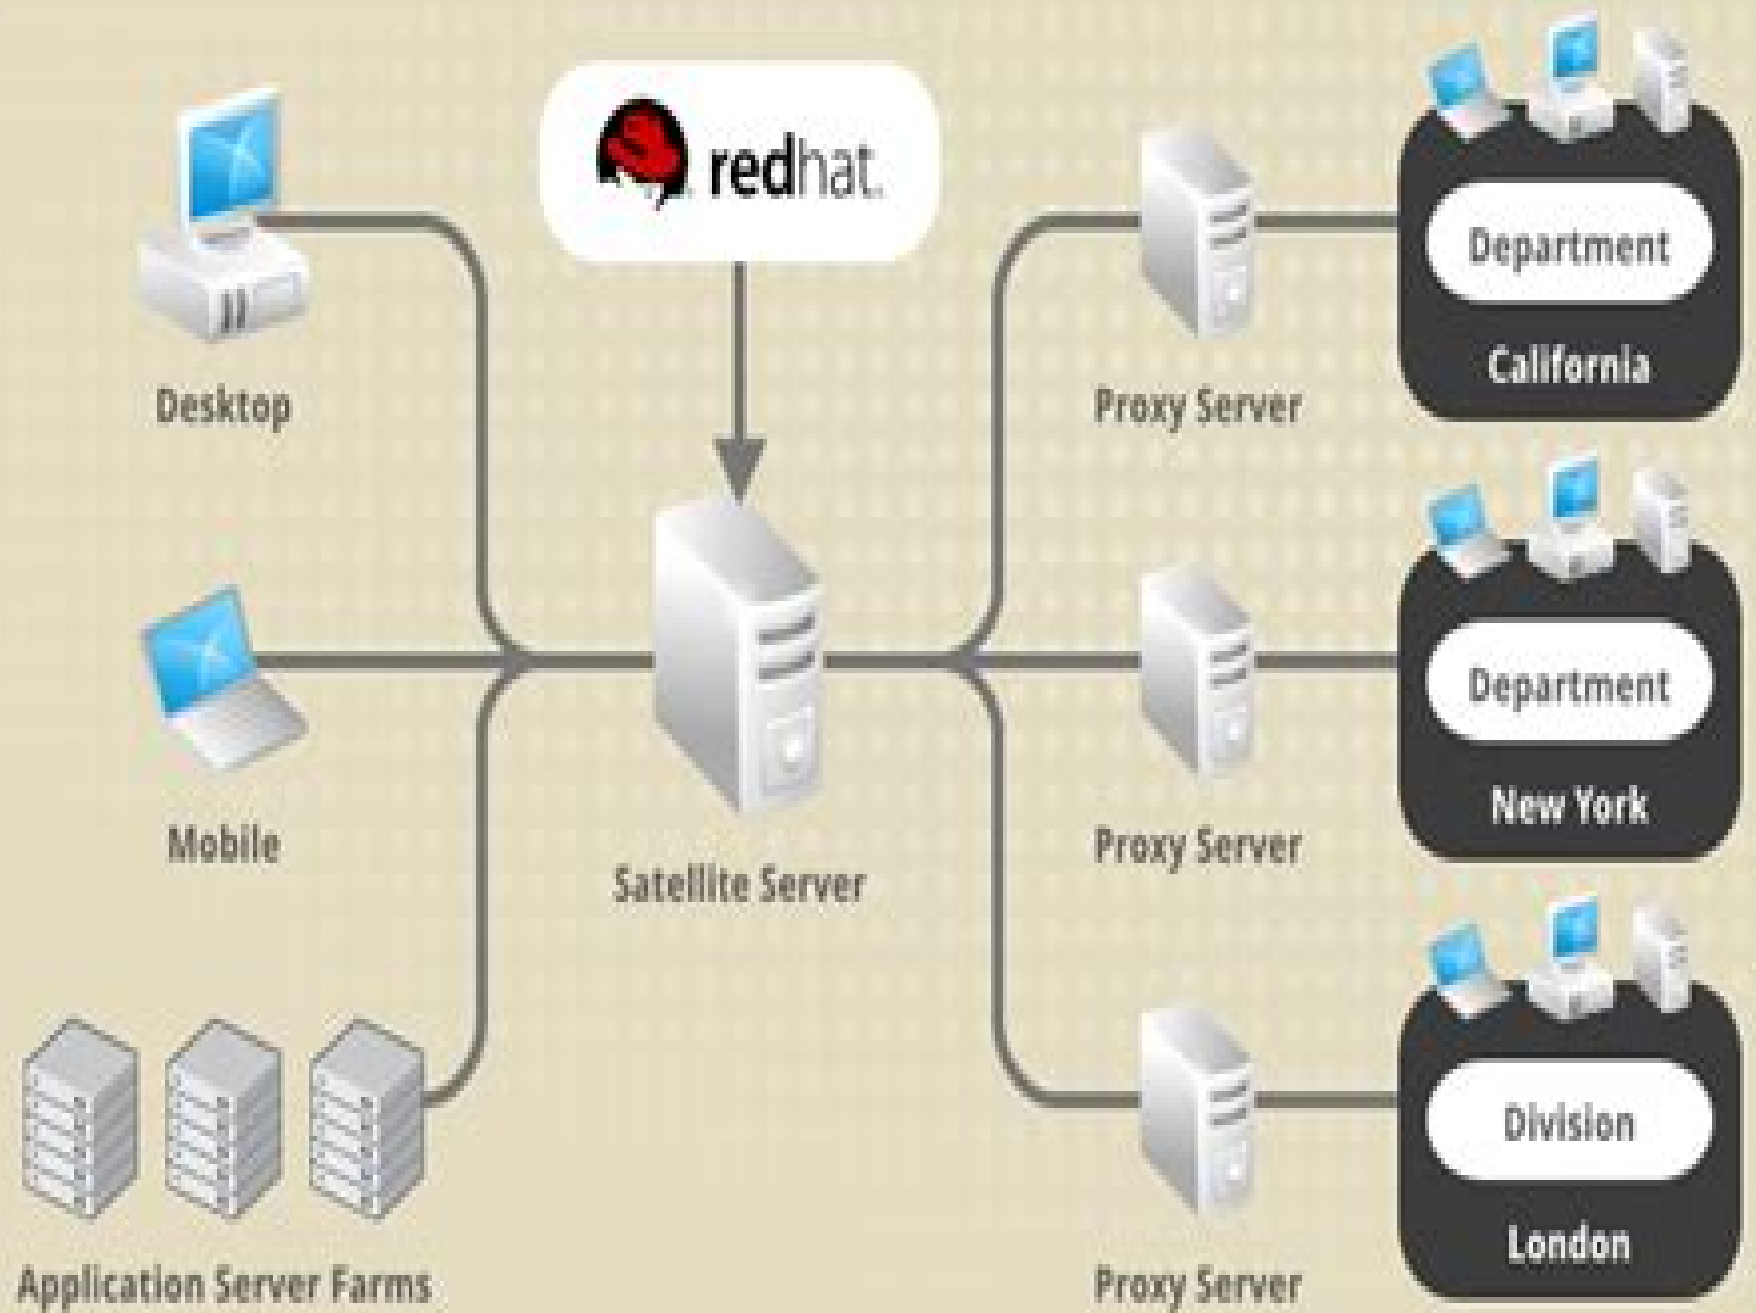 redhat.
Desktop
Proxy Server
Department
California
Mobile
Satellite Server
Proxy Server
Department
New York
Application Server Farms
Proxy Server
Division
London